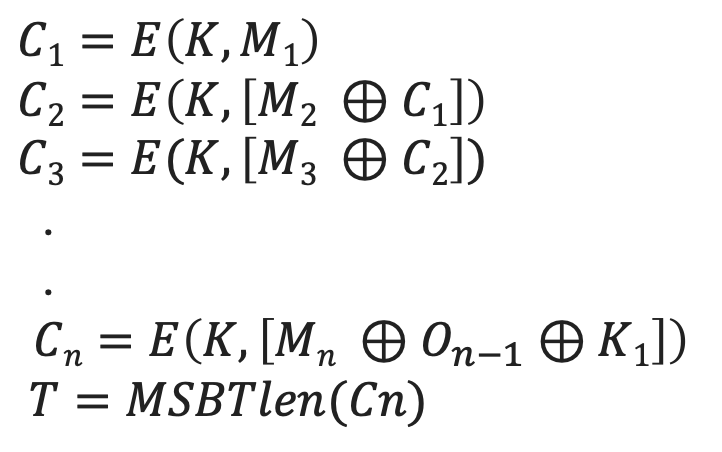 C₁ = E(K, M₁)
C₂ = E(K, [M₂ ⊕ C₁])
C₃ = E(K, [M₃ ⊕ C₂])
.
.
Cₙ = E(K, [Mₙ ⊕ Oₙ₋₁ ⊕ K₁])
T = MSBTlen(Cn)